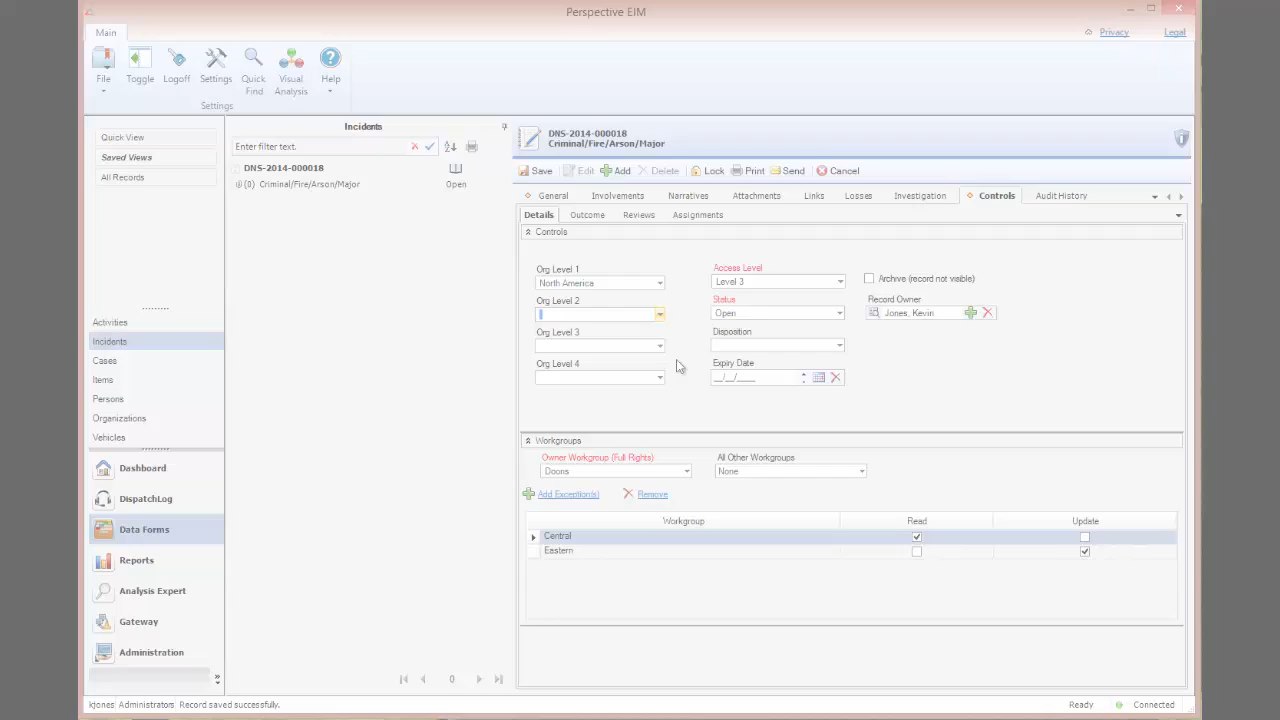 Perspective EIM
Main
Privacy
Legal
File
Toggle
Logoff
Settings
Quick Find
Visual Analysis
Help
Settings
Quick View
Saved Views
All Records
Activities
Incidents
Cases
Items
Persons
Organizations
Vehicles
Dashboard
DispatchLog
Data Forms
Reports
Analysis Expert
Gateway
Administration
Incidents
Enter filter text.
DNS-2014-000018
(0) Criminal/Fire/Arson/Major
Open
0
DNS-2014-000018
Criminal/Fire/Arson/Major
Save Edit Add Delete Lock Print Send Cancel
General Involvements Narratives Attachments Links Losses Investigation Controls Audit History
Details Outcome Reviews Assignments
Controls
Org Level 1
North America
Org Level 2
Org Level 3
Org Level 4
Access Level
Level 3
Status
Open
Disposition
Expiry Date
__/__/____
Archive (record not visible)
Record Owner
Jones, Kevin
Workgroups
Owner Workgroup (Full Rights)
Doons
All Other Workgroups
None
Add Exception(s)
Remove
Workgroup Read Update
Central
Eastern
kjones Administrators Record saved successfully.
Ready
Connected